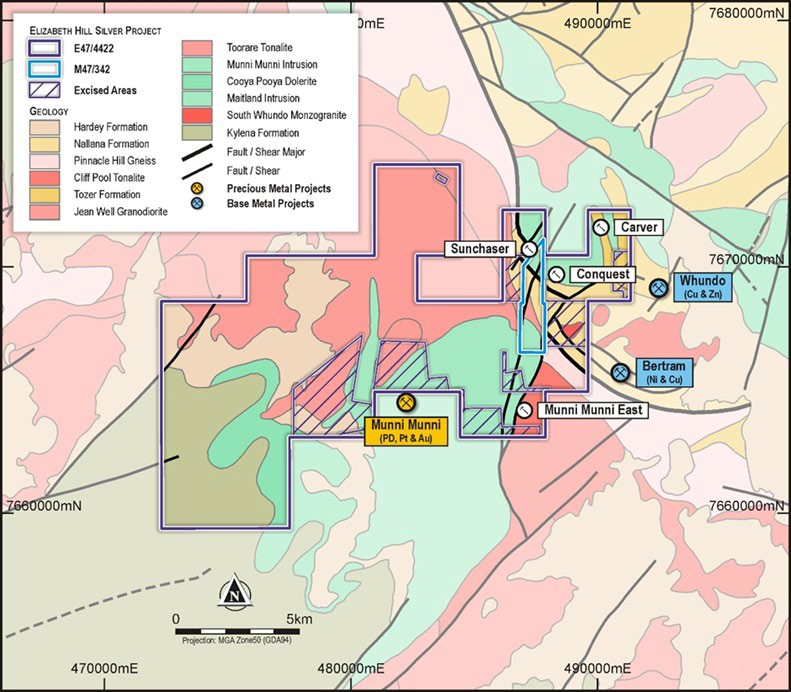 7680000mN
000mE
490000mE
ELIZABETH HILL SILVER PROJECT
E47/4422
M47/342
Excised Areas
GEOLOGY
Hardey Formation
Nallana Formation
Pinnacle Hill Gneiss
Cliff Pool Tonalite
Tozer Formation
Jean Well Granodiorite
Toorare Tonalite
Munni Munni Intrusion
Cooya Pooya Dolerite
Maitland Intrusion
South Whundo Monzogranite
Kylena Formation
Fault / Shear Major
Fault / Shear
Precious Metal Projects
Base Metal Projects
Carver
Sunchaser
7670000mN
Conquest
Whundo
(Cu & Zn)
Bertram
(Ni & Cu)
Munni Munni East
Munni Munni
(PD, Pt & Au)
7660000mN
7660000mN
N
0
5km
Projection: MGA Zone50 (GDA94)
470000mE
480000mE
490000mE